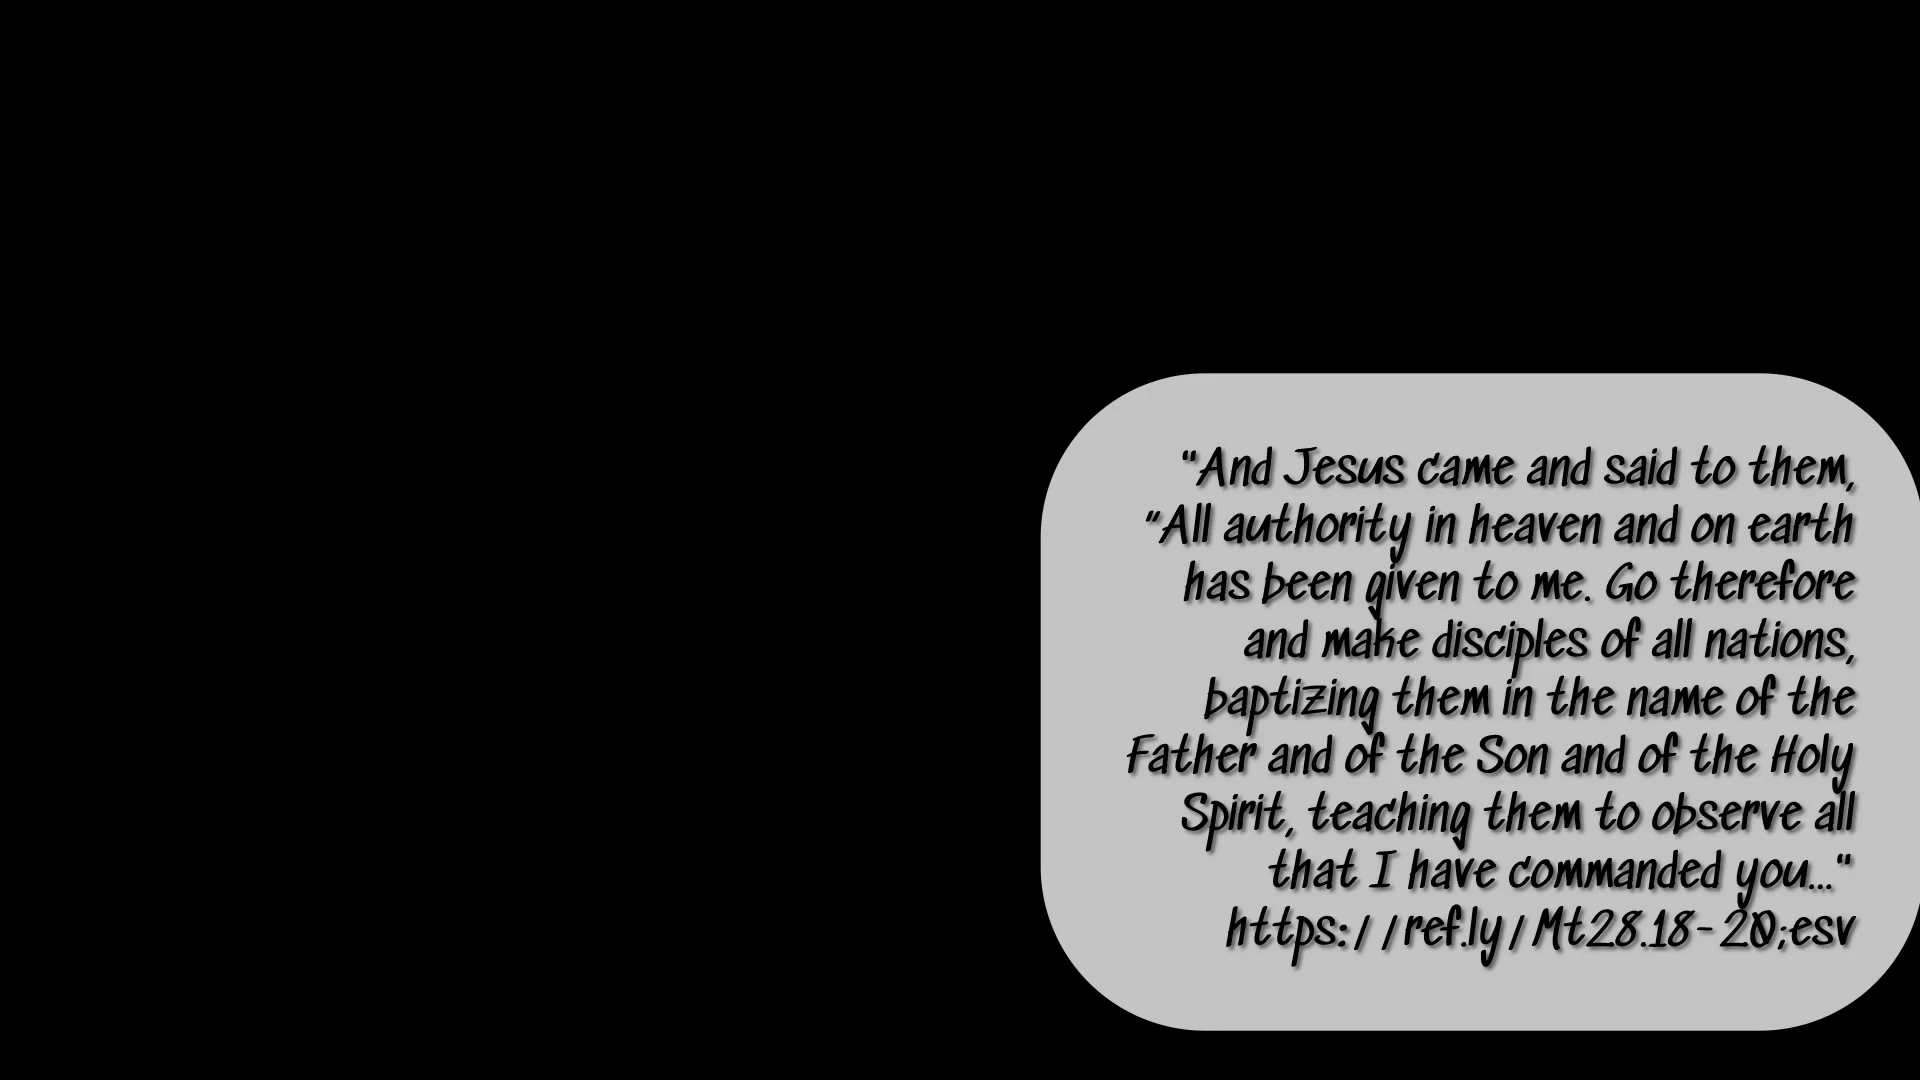 "And Jesus came and said to them,
"All authority in heaven and on earth
has been given to me. Go therefore
and make disciples of all nations,
baptizing them in the name of the
Father and of the Son and of the Holy
Spirit, teaching them to observe all
that I have commanded you..."
https://ref.ly/Mt28.18-20;esv